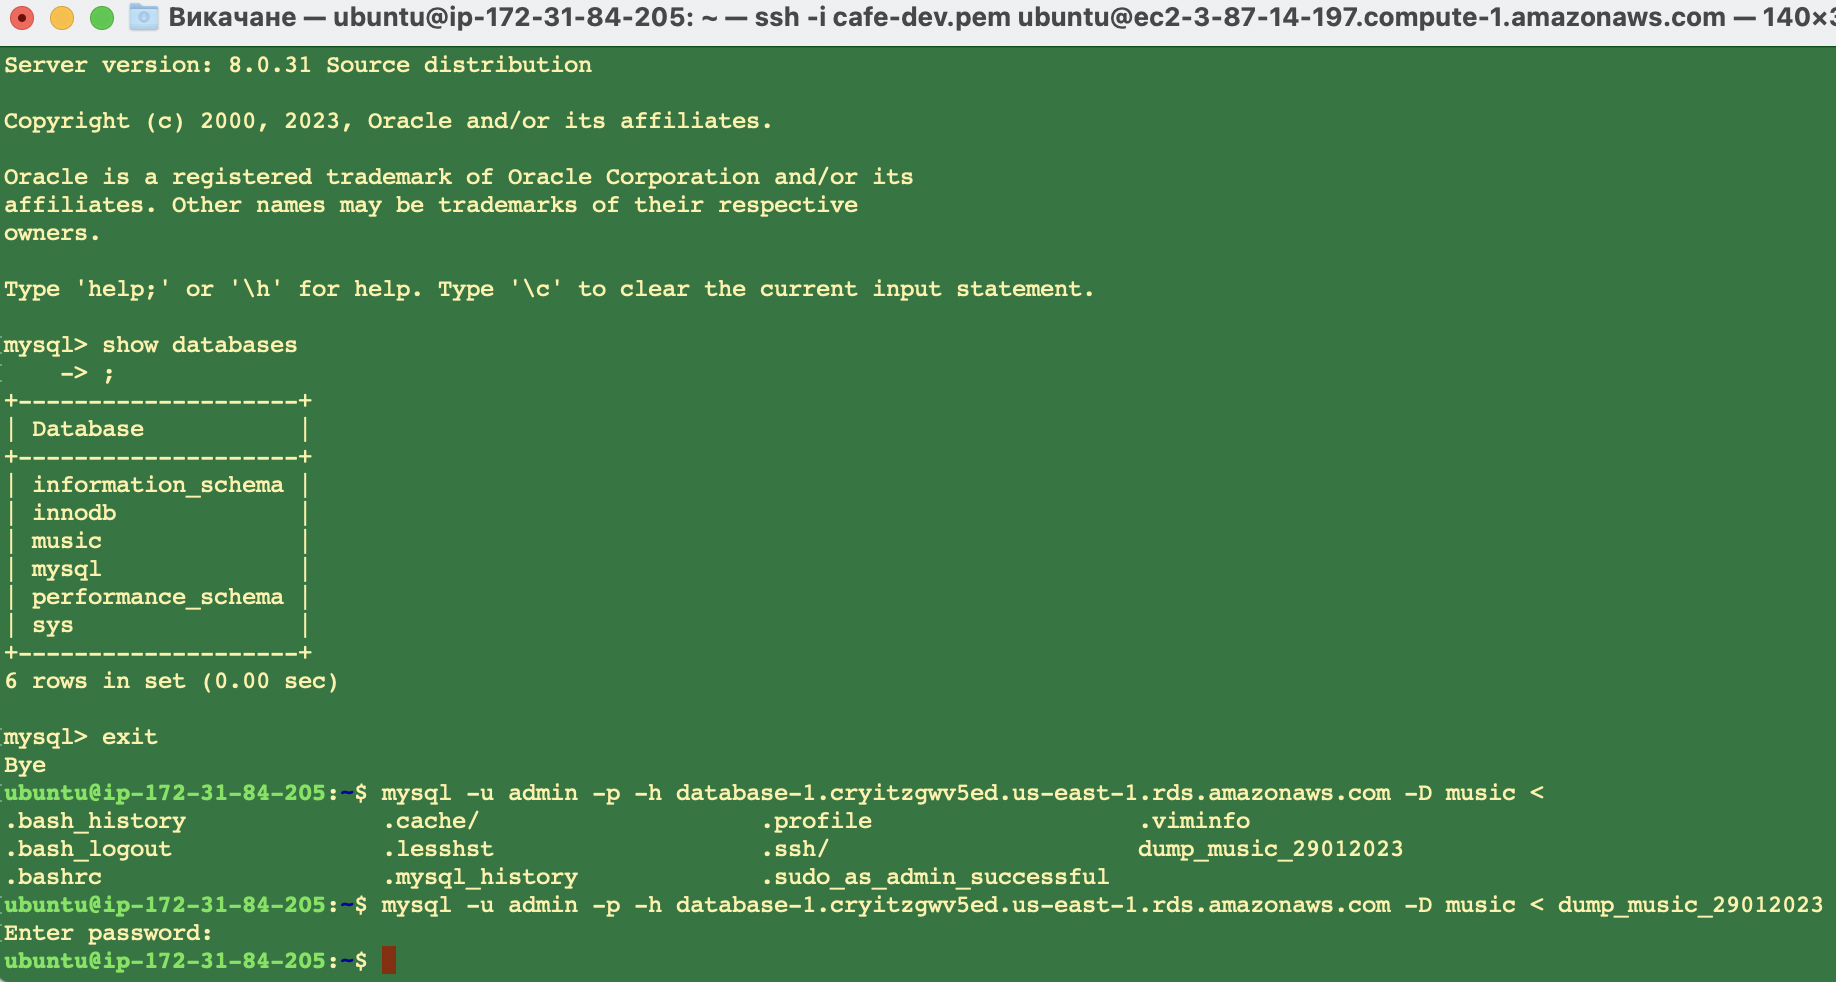 Викачане — ubuntu@ip-172-31-84-205: ~ — ssh -i cafe-dev.pem ubuntu@ec2-3-87-14-197.compute-1.amazonaws.com — 140×
Server version: 8.0.31 Source distribution
Copyright (c) 2000, 2023, Oracle and/or its affiliates.
Oracle is a registered trademark of Oracle Corporation and/or its
affiliates. Other names may be trademarks of their respective
owners.
Type 'help;' or '\h' for help. Type '\c' to clear the current input statement.
mysql> show databases
    -> ;
+--------------------+
| Database           |
+--------------------+
| information_schema |
| innodb             |
| music              |
| mysql              |
| performance_schema |
| sys                |
+--------------------+
6 rows in set (0.00 sec)
mysql> exit
Bye
ubuntu@ip-172-31-84-205:~$ mysql -u admin -p -h database-1.cryitzgwv5ed.us-east-1.rds.amazonaws.com -D music <
.bash_history              .cache/                    .profile                   .viminfo
.bash_logout               .lesshst                   .ssh/                      dump_music_29012023
.bashrc                    .mysql_history             .sudo_as_admin_successful
ubuntu@ip-172-31-84-205:~$ mysql -u admin -p -h database-1.cryitzgwv5ed.us-east-1.rds.amazonaws.com -D music < dump_music_29012023
Enter password:
ubuntu@ip-172-31-84-205:~$